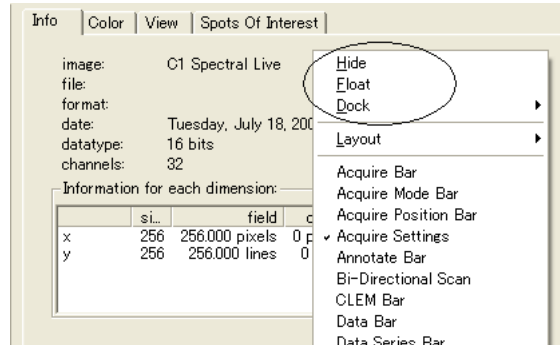 Info Color View Spots Of Interest
image: C1 Spectral Live
file:
format:
date: Tuesday, July 18, 200
datatype: 16 bits
channels: 32
Information for each dimension:
si... field
x 256 256.000 pixels 0
y 256 256.000 lines 0
Hide
Float
Dock
Layout
Acquire Bar
Acquire Mode Bar
Acquire Position Bar
Acquire Settings
Annotate Bar
Bi-Directional Scan
CLEM Bar
Data Bar
Data Series Bar